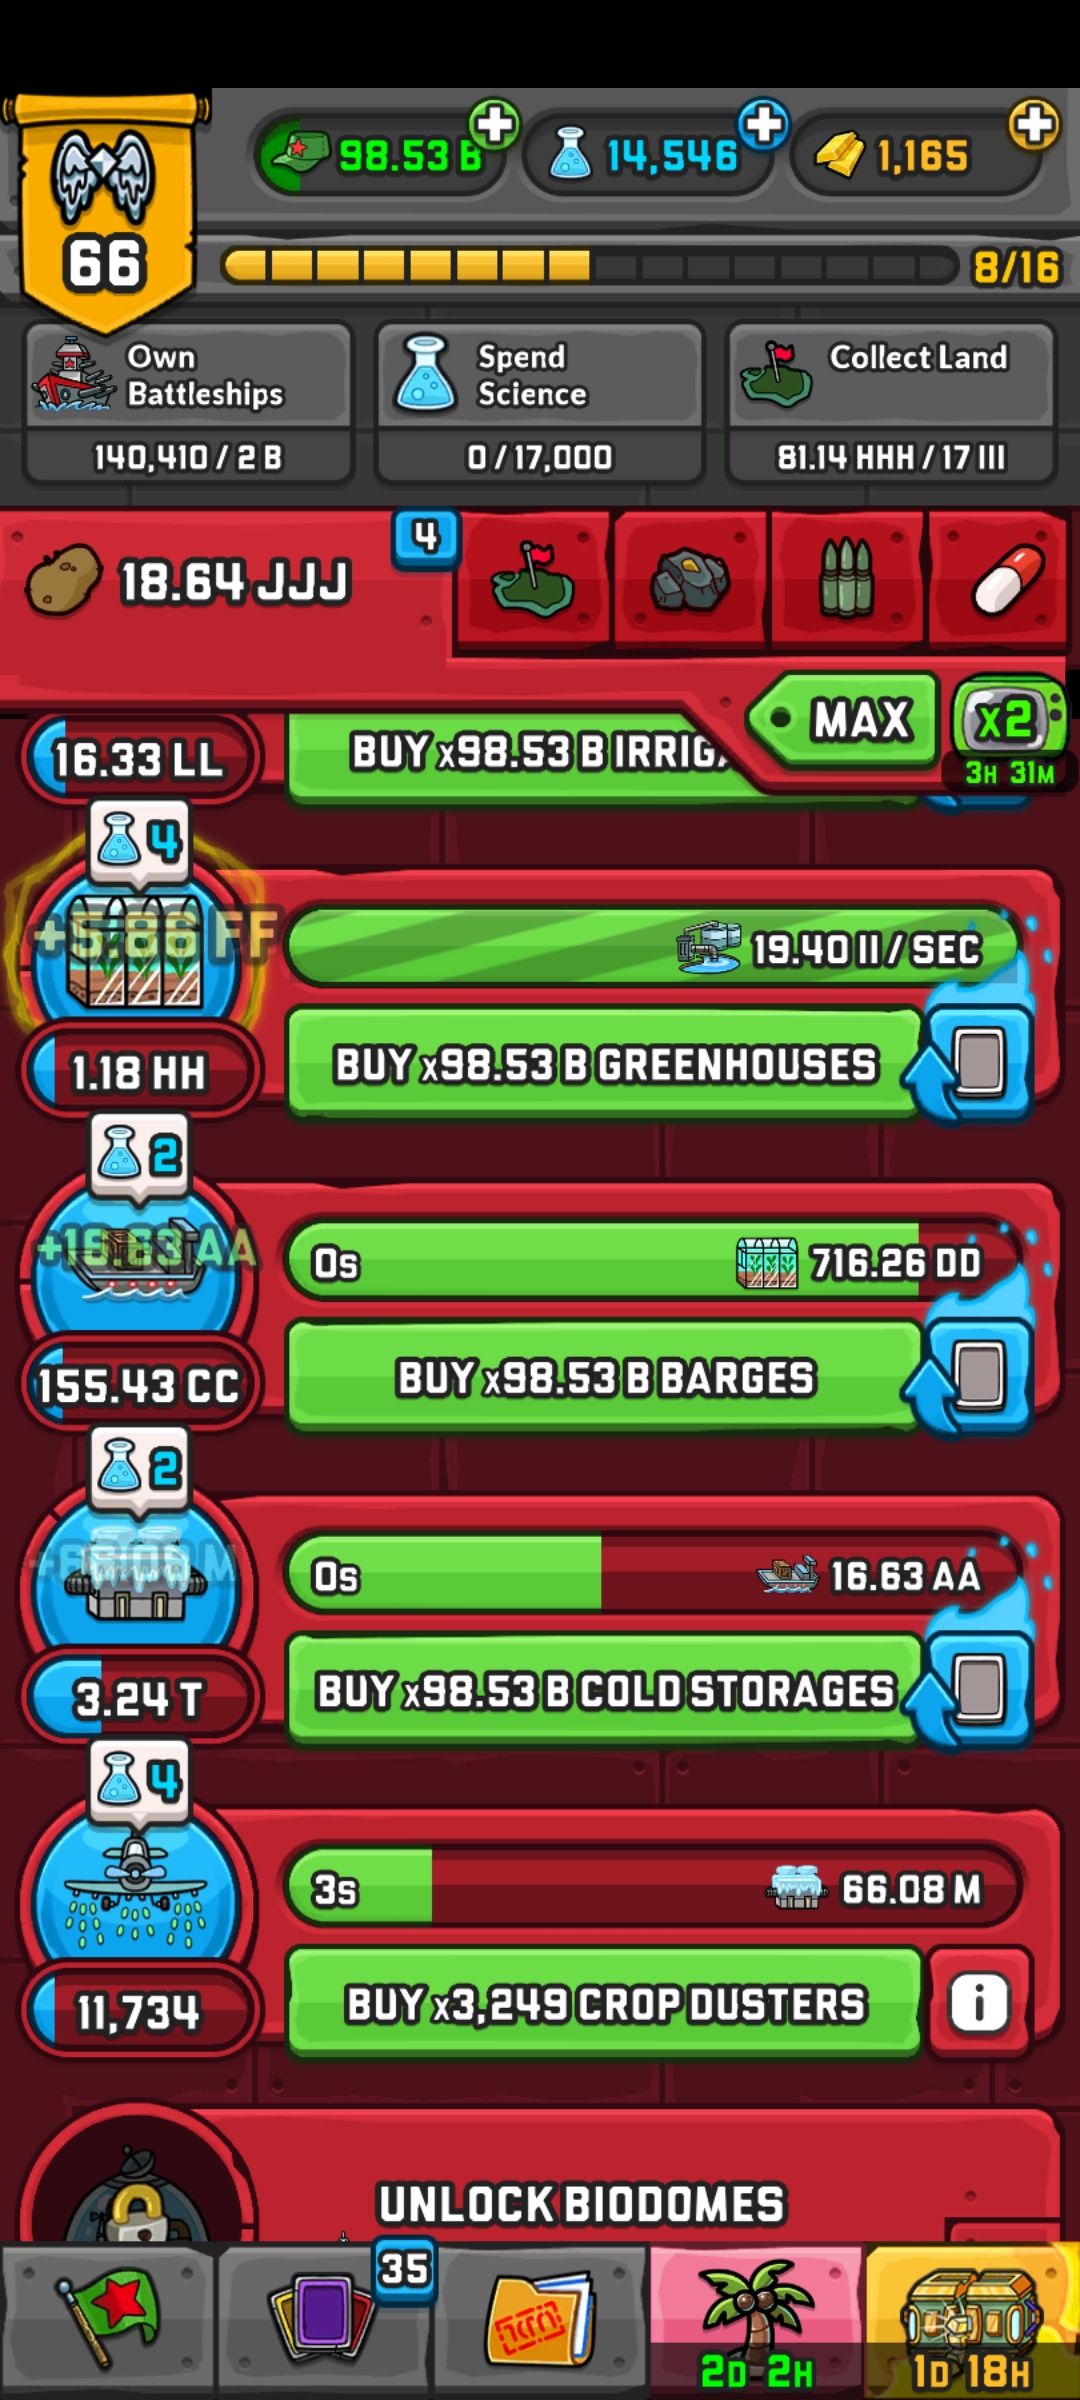 98.53 B
14,546
1,165
66
8/16
Own
Battleships
140,410 / 2 B
Spend
Science
0 / 17,000
Collect Land
81.14 HHH / 17 III
18.64 JJJ
4
MAX
x2
3H 31M
16.33 LL
BUY x98.53 B
4
+5.86 FF
19.40 II / SEC
1.18 HH
BUY x98.53 B GREENHOUSES
2
+16.63 AA
0s
716.26 DD
155.43 CC
BUY x98.53 B BARGES
2
+66.08 M
0s
16.63 AA
3.24 T
BUY x98.53 B COLD STORAGES
4
3s
66.08 M
11,734
BUY x3,249 CROP DUSTERS
i
UNLOCK BIODOMES
35
2D 2H
1D 18H